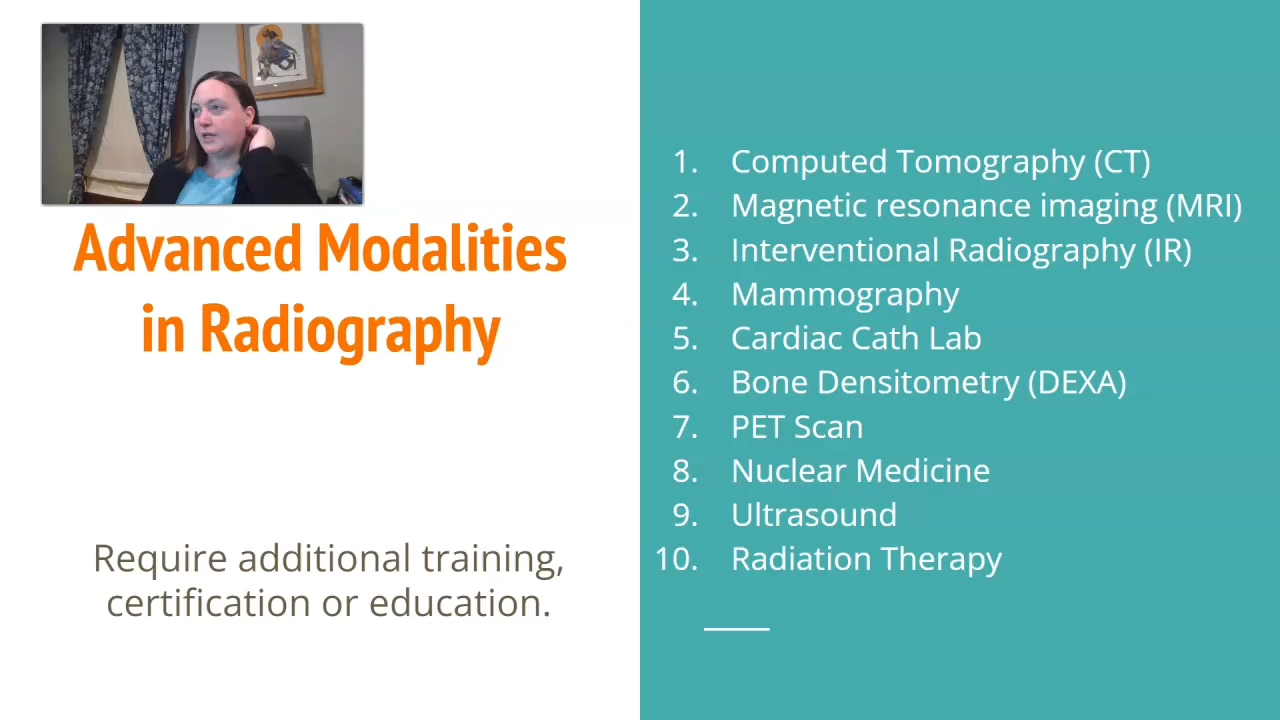 Advanced Modalities
in Radiography
Require additional training,
certification or education.
1. Computed Tomography (CT)
2. Magnetic resonance imaging (MRI)
3. Interventional Radiography (IR)
4. Mammography
5. Cardiac Cath Lab
6. Bone Densitometry (DEXA)
7. PET Scan
8. Nuclear Medicine
9. Ultrasound
10. Radiation Therapy